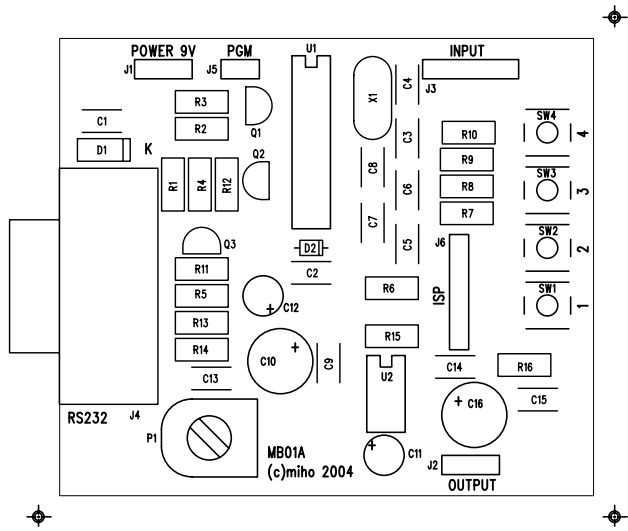 POWER 9V
PGM
U1
INPUT
J1
J5
J3
R3
Q1
R2
C1
D1
K
X1
C4
C3
R10
SW4
4
R9
Q2
R1
R4
R12
C8
C6
R8
SW3
3
R7
C7
C5
Q3
D2
J6
SW2
2
R11
C2
R5
C12
R6
ISP
SW1
1
R13
R15
R14
C10
C9
C13
U2
C14
R16
RS232
J4
P1
C16
C15
MB01A
C11
(c)miho 2004
J2
OUTPUT